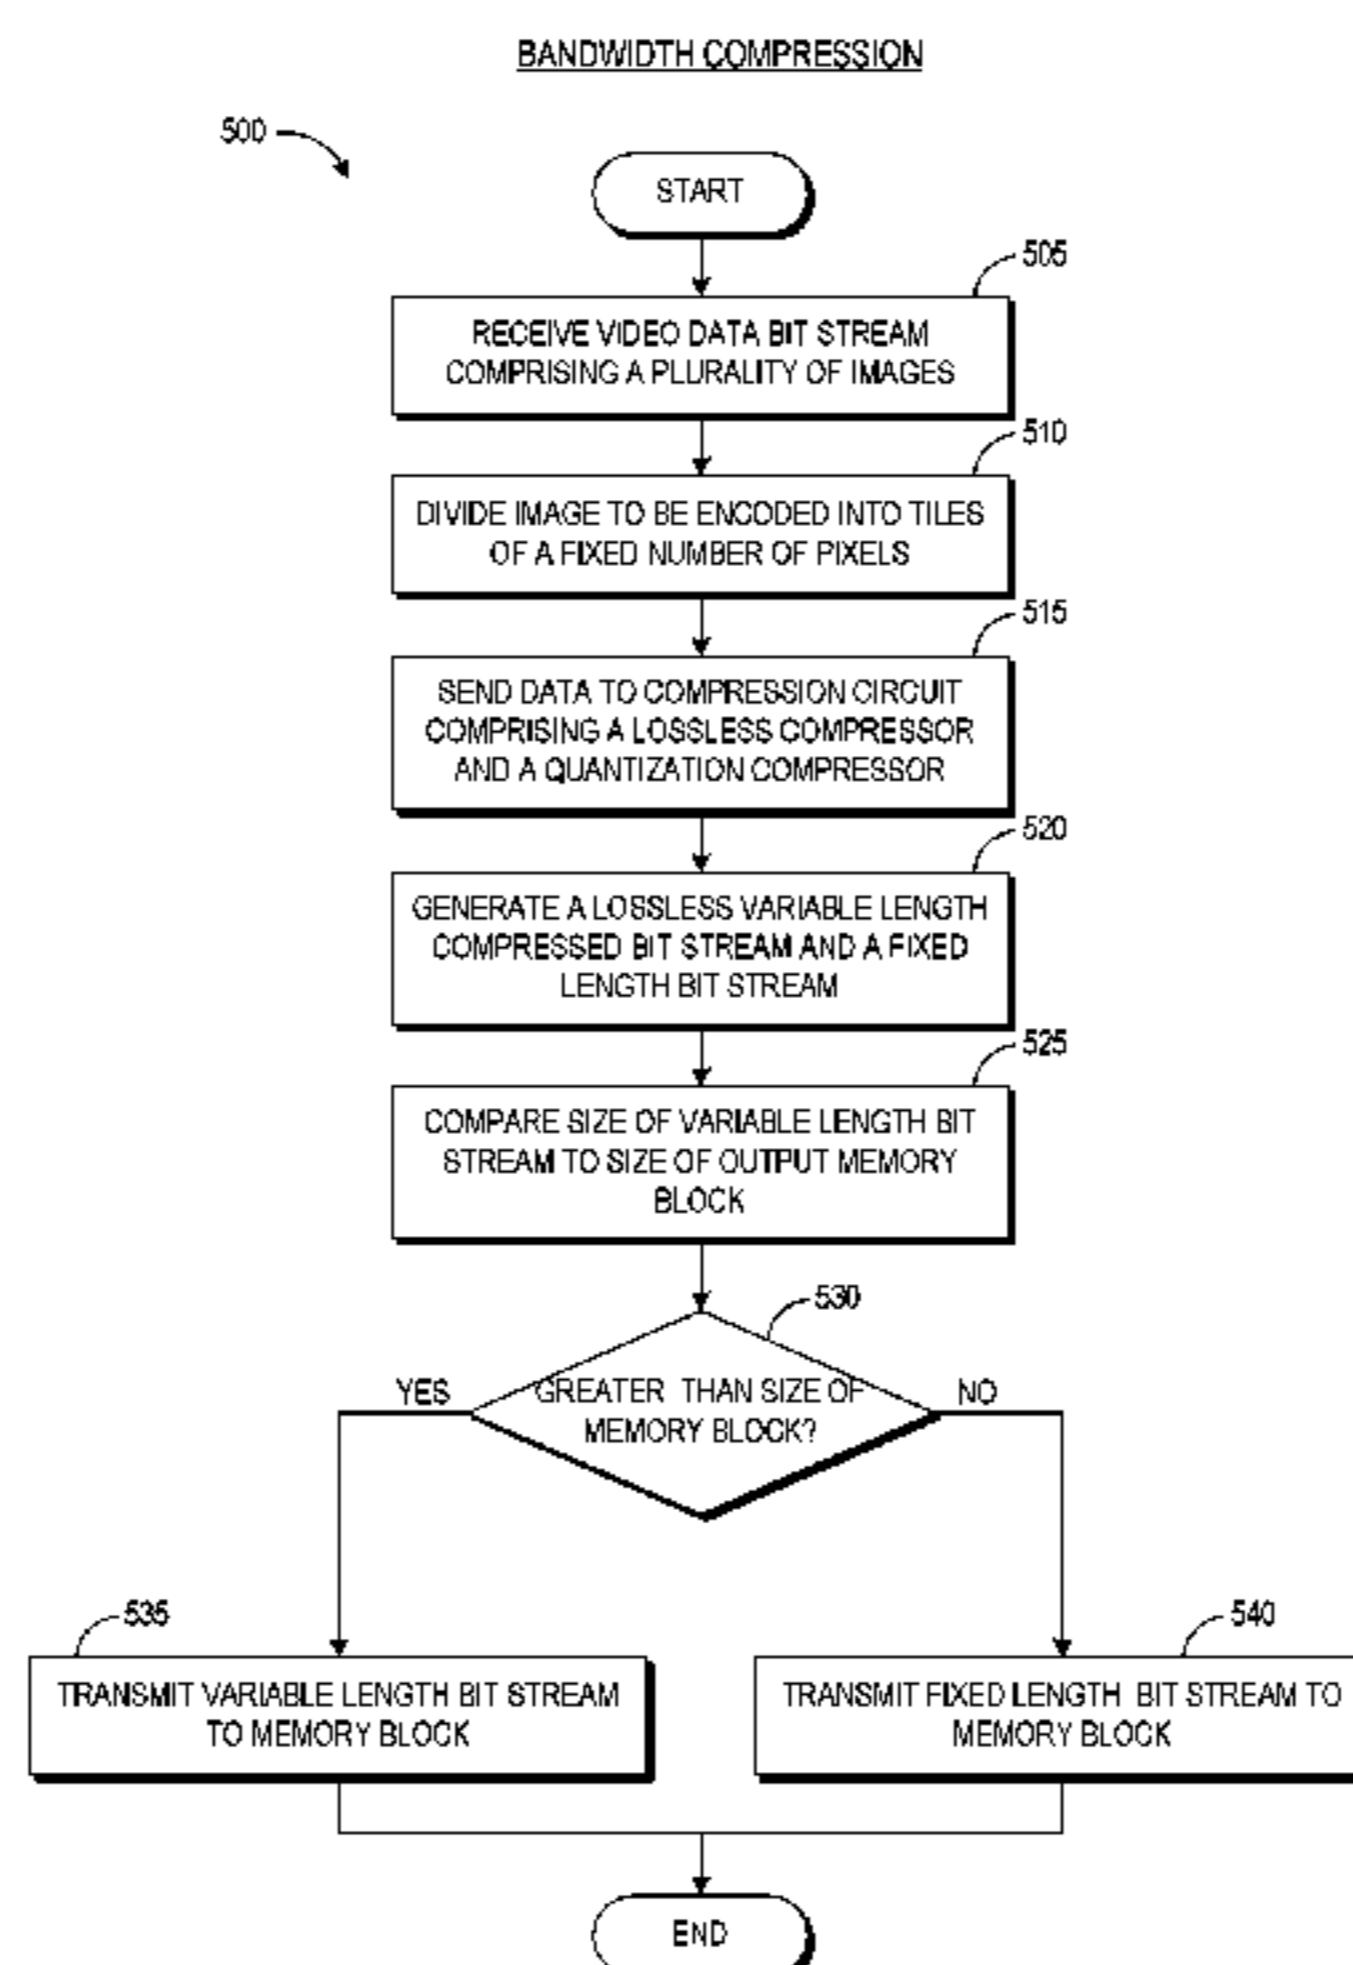 BANDWIDTH COMPRESSION
500
START
505
RECEIVE VIDEO DATA BIT STREAM
COMPRISING A PLURALITY OF IMAGES
510
DIVIDE IMAGE TO BE ENCODED INTO TILES
OF A FIXED NUMBER OF PIXELS
515
SEND DATA TO COMPRESSION CIRCUIT
COMPRISING A LOSSLESS COMPRESSOR
AND A QUANTIZATION COMPRESSOR
520
GENERATE A LOSSLESS VARIABLE LENGTH
COMPRESSED BIT STREAM AND A FIXED
LENGTH BIT STREAM
525
COMPARE SIZE OF VARIABLE LENGTH BIT
STREAM TO SIZE OF OUTPUT MEMORY
BLOCK
530
YES
GREATER THAN SIZE OF
MEMORY BLOCK?
NO
535
TRANSMIT VARIABLE LENGTH BIT STREAM
TO MEMORY BLOCK
540
TRANSMIT FIXED LENGTH BIT STREAM TO
MEMORY BLOCK
END